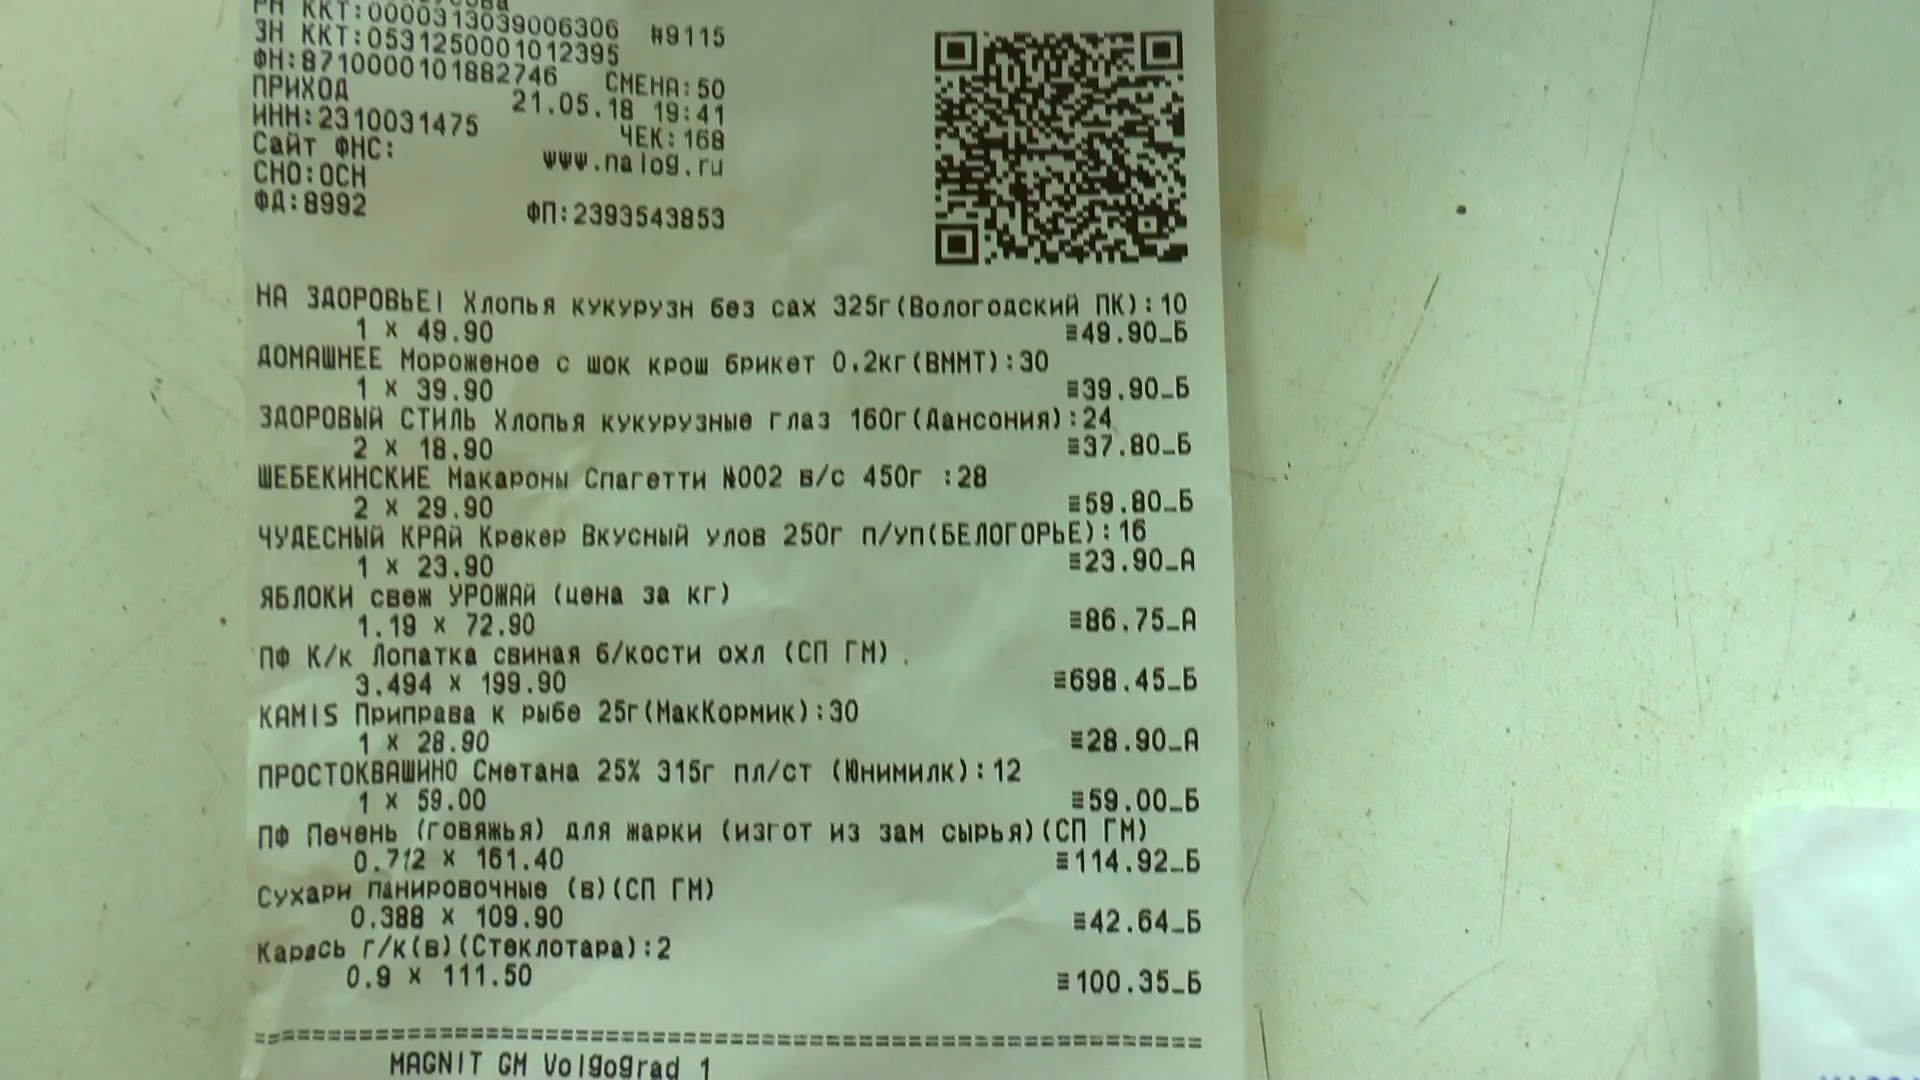 РН ККТ:0000313039006306 #9115
ЗН ККТ:0531250001012395
ФН:8710000101882746 СМЕНА:50
ПРИХОД 21.05.18 19:41
ИНН:2310031475 ЧЕК:168
Сайт ФНС: www.nalog.ru
СНО:ОСН
ФД:8992 ФП:2393543853
НА ЗДОРОВЬЕ! Хлопья кукурузн без сах 325г(Вологодский ПК):10
1 x 49.90 ≡49.90_Б
ДОМАШНЕЕ Мороженое с шок крош брикет 0.2кг(ВММТ):30
1 x 39.90 ≡39.90_Б
ЗДОРОВЫЙ СТИЛЬ Хлопья кукурузные глаз 160г(Дансония):24
2 x 18.90 ≡37.80_Б
ШЕБЕКИНСКИЕ Макароны Спагетти N002 в/с 450г :28
2 x 29.90 ≡59.80_Б
ЧУДЕСНЫЙ КРАЙ Крекер Вкусный улов 250г п/уп(БЕЛОГОРЬЕ):16
1 x 23.90 ≡23.90_А
ЯБЛОКИ свеж УРОЖАЙ (цена за кг)
1.19 x 72.90 ≡86.75_А
ПФ К/к Лопатка свиная б/кости охл (СП ГМ)
3.494 x 199.90 ≡698.45_Б
KAMIS Приправа к рыбе 25г(МакКормик):30
1 x 28.90 ≡28.90_А
ПРОСТОКВАШИНО Сметана 25% 315г пл/ст (Юнимилк):12
1 x 59.00 ≡59.00_Б
ПФ Печень (говяжья) для жарки (изгот из зам сырья)(СП ГМ)
0.712 x 161.40 ≡114.92_Б
Сухари панировочные (в)(СП ГМ)
0.388 x 109.90 ≡42.64_Б
Карась г/к(в)(Стеклотара):2
0.9 x 111.50 ≡100.35_Б
MAGNIT GM Volgograd 1